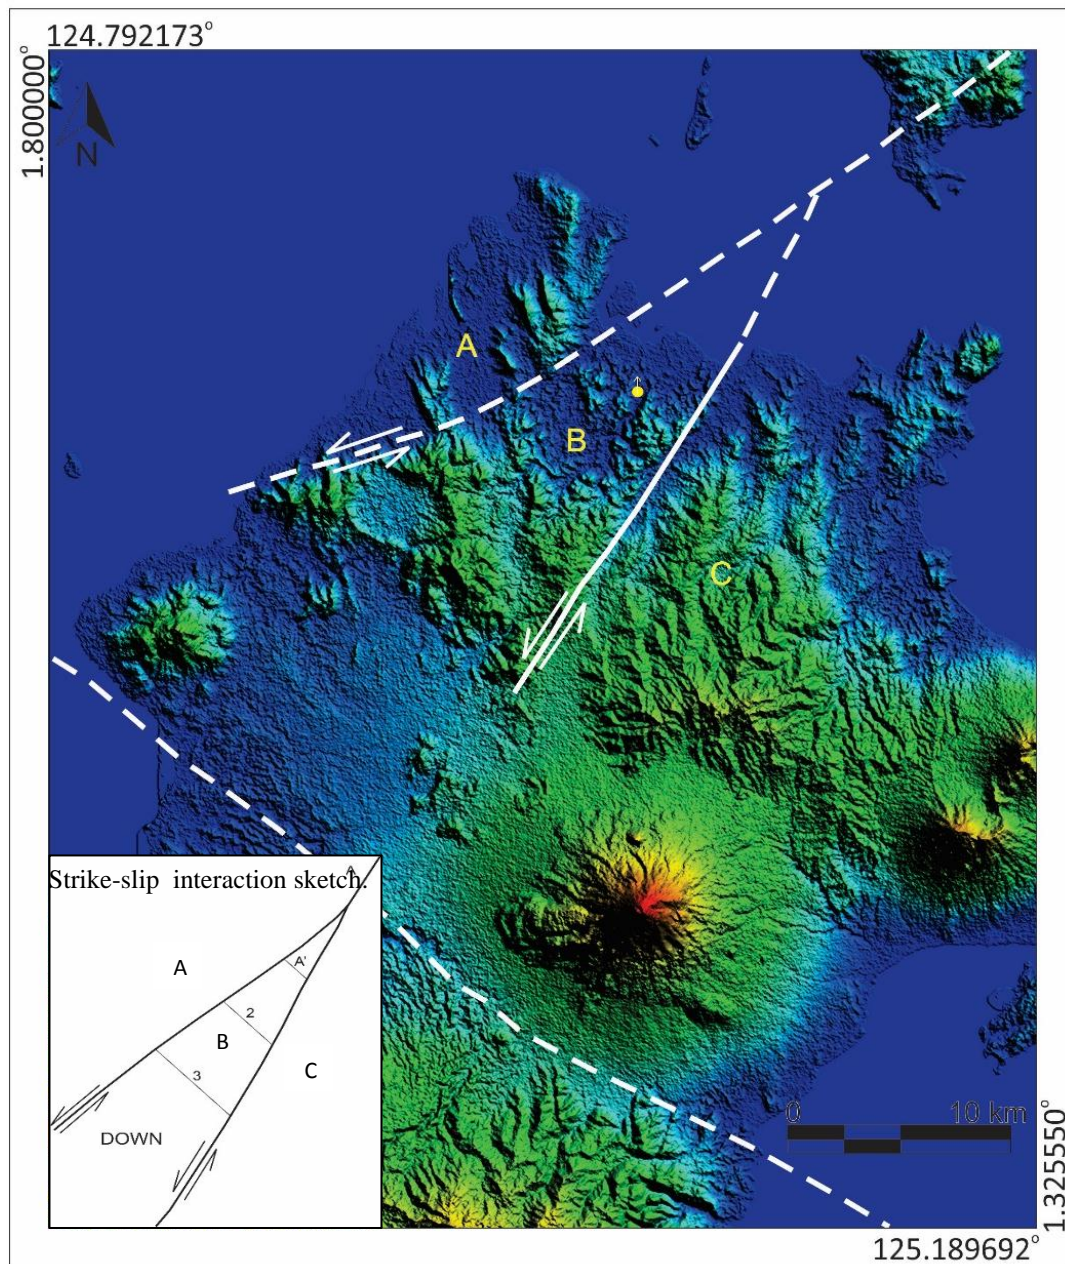 124.792173°
1.800000°
N
A
B
C
Strike-slip interaction sketch.
A
A'
2
B
3
C
DOWN
0 10 km
1.325550°
125.189692°